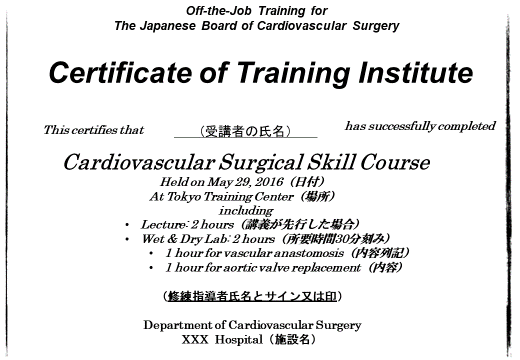 Off-the-Job Training for
The Japanese Board of Cardiovascular Surgery
Certificate of Training Institute
This certifies that （受講者の氏名） has successfully completed
Cardiovascular Surgical Skill Course
Held on May 29, 2016（日付）
At Tokyo Training Center（場所）
including
• Lecture: 2 hours（講義が先行した場合）
• Wet & Dry Lab: 2 hours（所要時間30分刻み）
• 1 hour for vascular anastomosis（内容列記）
• 1 hour for aortic valve replacement（内容）
（修練指導者氏名とサイン又は印）
Department of Cardiovascular Surgery
XXX Hospital（施設名）